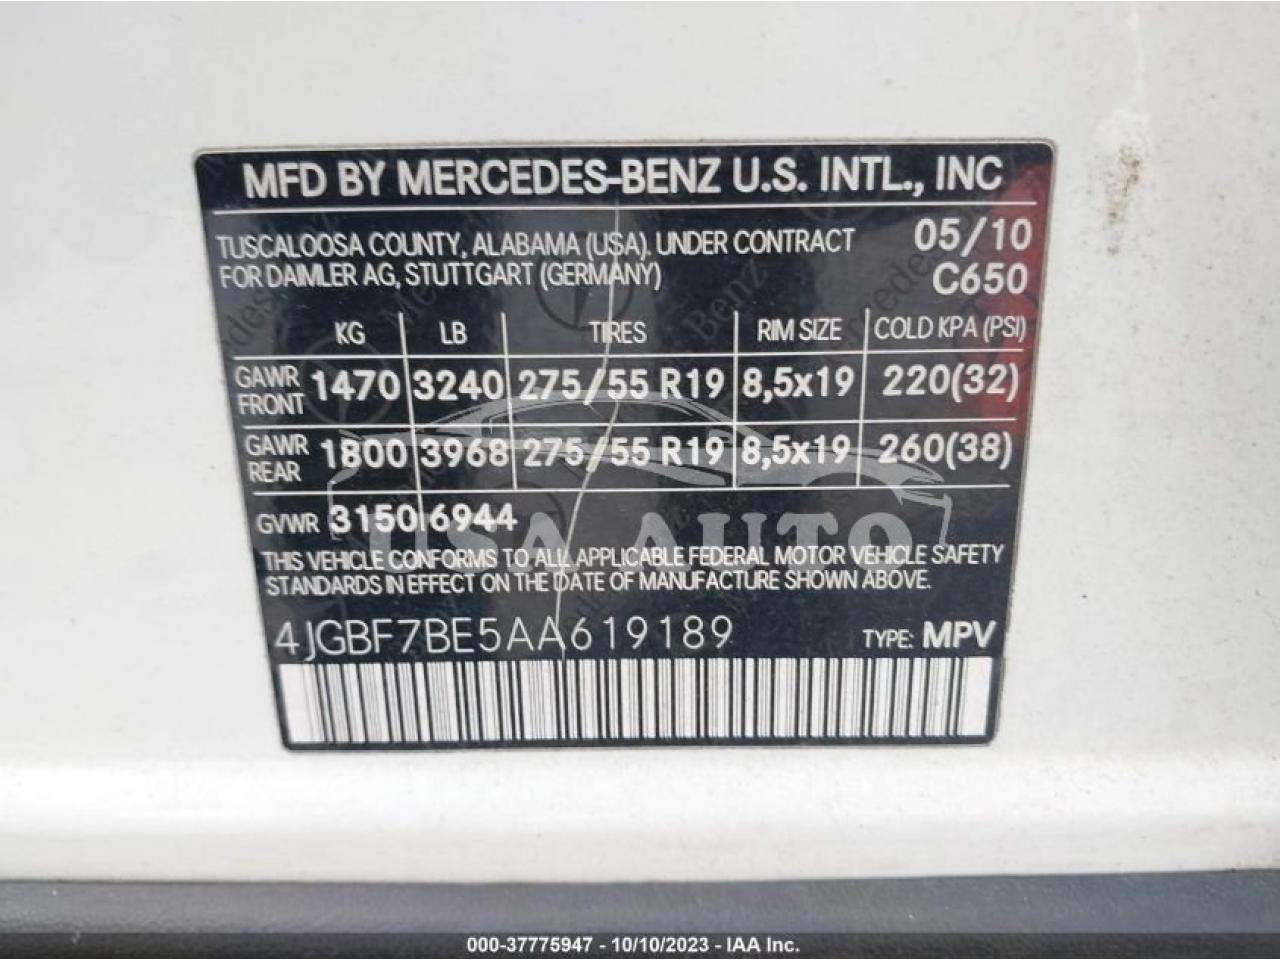 MFD BY MERCEDES-BENZ U.S. INTL., INC
TUSCALOOSA COUNTY, ALABAMA (USA). UNDER CONTRACT 05/10
FOR DAIMLER AG, STUTTGART (GERMANY) C650
KG LB TIRES RIM SIZE COLD KPA (PSI)
GAWR FRONT 1470 3240 275/55 R19 8,5x19 220(32)
GAWR REAR 1800 3968 275/55 R19 8,5x19 260(38)
GVWR 3150 6944
USA AUTO
THIS VEHICLE CONFORMS TO ALL APPLICABLE FEDERAL MOTOR VEHICLE SAFETY
STANDARDS IN EFFECT ON THE DATE OF MANUFACTURE SHOWN ABOVE.
4JGBF7BE5AA619189 TYPE: MPV
000-37775947 - 10/10/2023 - IAA Inc.